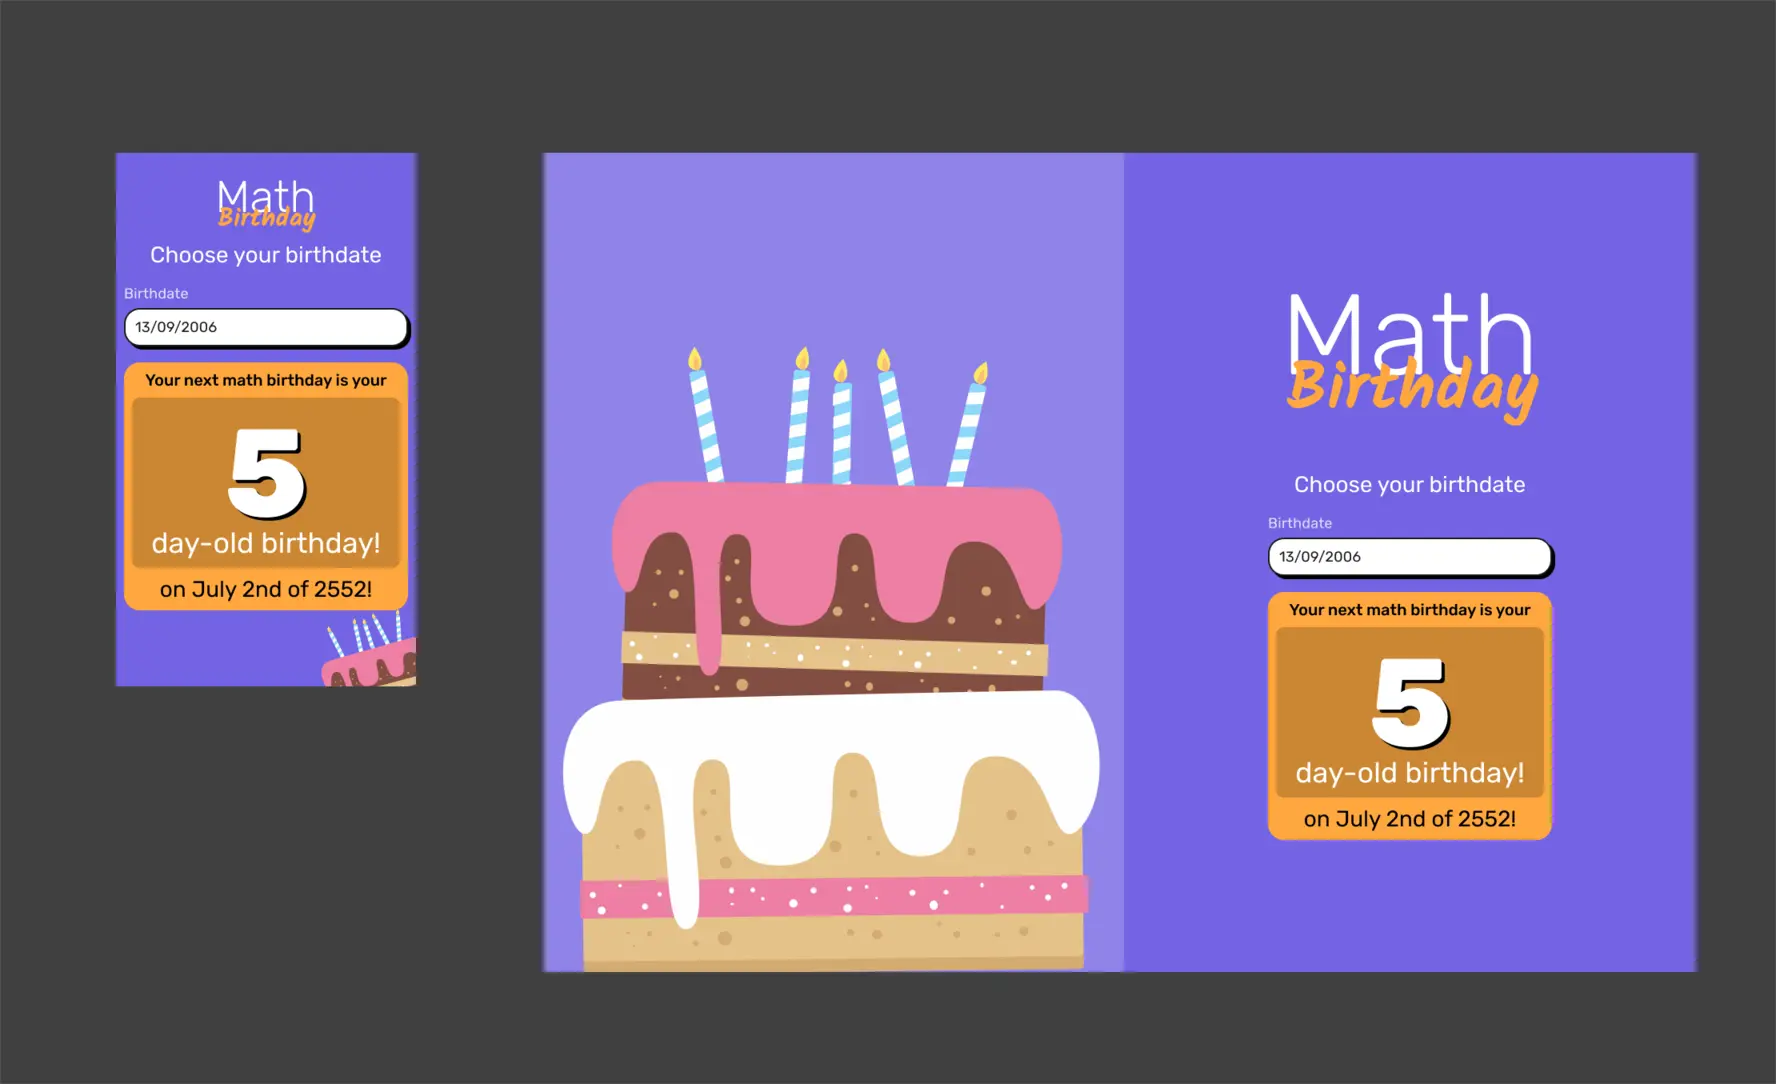 Math
Birthday
Choose your birthdate
Birthdate
13/09/2006
Your next math birthday is your
5
day-old birthday!
on July 2nd of 2552!
Math
Birthday
Choose your birthdate
Birthdate
13/09/2006
Your next math birthday is your
5
day-old birthday!
on July 2nd of 2552!